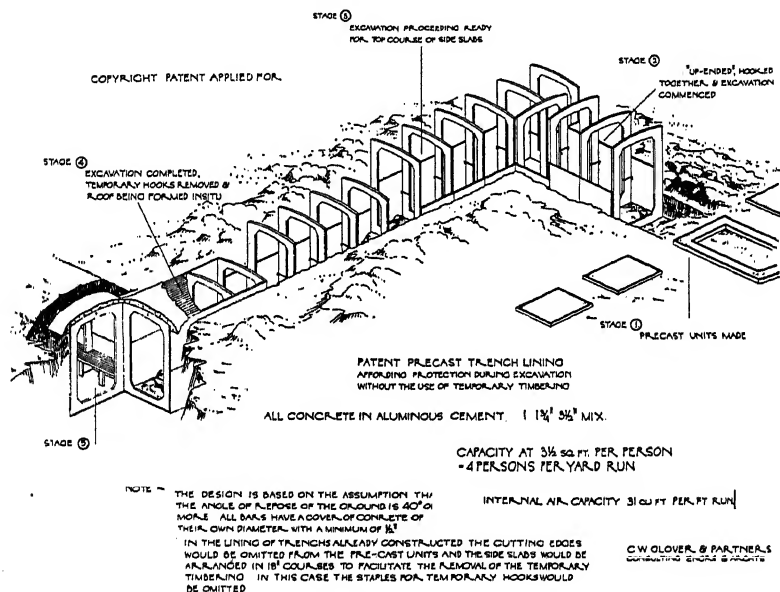 STAGE ③
EXCAVATION PROCEEDING READY
FOR TOP COURSE OF SIDE SLABS
STAGE ②
"UP-ENDED", HOOKED
TOGETHER & EXCAVATION
COMMENCED
COPYRIGHT PATENT APPLIED FOR
STAGE ④
EXCAVATION COMPLETED,
TEMPORARY HOOKS REMOVED &
ROOF BEING FORMED INSITU
STAGE ①
PRECAST UNITS MADE
PATENT PRECAST TRENCH LINING
AFFORDING PROTECTION DURING EXCAVATION
WITHOUT THE USE OF TEMPORARY TIMBERING
ALL CONCRETE IN ALUMINOUS CEMENT. 1 1¾" 3½" MIX.
STAGE ⑤
CAPACITY AT 3½ SQ FT. PER PERSON
= 4 PERSONS PER YARD RUN
NOTE –
THE DESIGN IS BASED ON THE ASSUMPTION THA
THE ANGLE OF REPOSE OF THE GROUND IS 40° OR
MORE ALL BARS HAVE A COVER OF CONCRETE OF
THEIR OWN DIAMETER WITH A MINIMUM OF ½"
INTERNAL AIR CAPACITY 31 CU FT PER FT RUN
IN THE LINING OF TRENCHS ALREADY CONSTRUCTED THE CUTTING EDGES
WOULD BE OMITTED FROM THE PRE-CAST UNITS AND THE SIDE SLABS WOULD BE
ARRANGED IN 18" COURSES TO FACILITATE THE REMOVAL OF THE TEMPORARY
TIMBERING IN THIS CASE THE STAPLES FOR TEMPORARY HOOKS WOULD
BE OMITTED
C W GLOVER & PARTNERS
CONSULTING ENGRS & ARCHTS